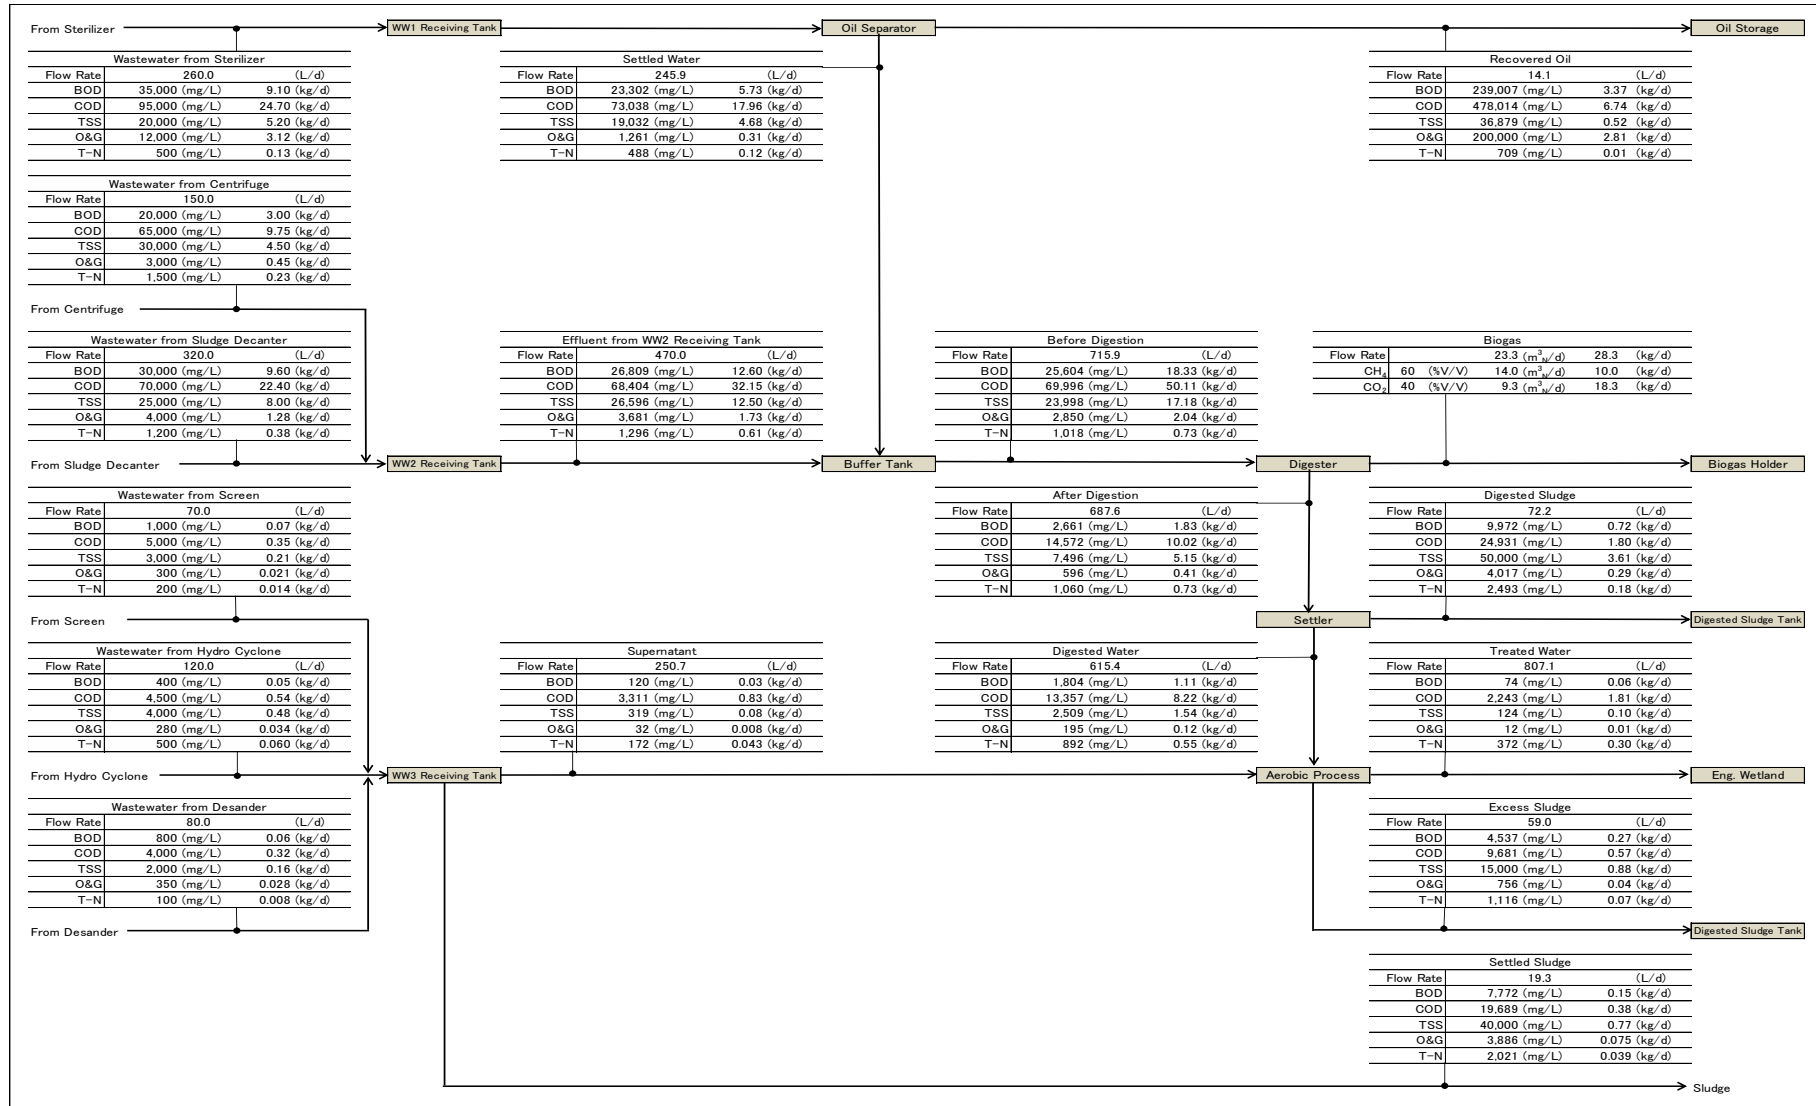 From Sterilizer
WW1 Receiving Tank
Oil Separator
Oil Storage
Wastewater from Sterilizer
Flow Rate 260.0 (L/d)
BOD 35,000 (mg/L) 9.10 (kg/d)
COD 95,000 (mg/L) 24.70 (kg/d)
TSS 20,000 (mg/L) 5.20 (kg/d)
O&G 12,000 (mg/L) 3.12 (kg/d)
T-N 500 (mg/L) 0.13 (kg/d)
Settled Water
Flow Rate 245.9 (L/d)
BOD 23,302 (mg/L) 5.73 (kg/d)
COD 73,038 (mg/L) 17.96 (kg/d)
TSS 19,032 (mg/L) 4.68 (kg/d)
O&G 1,261 (mg/L) 0.31 (kg/d)
T-N 488 (mg/L) 0.12 (kg/d)
Recovered Oil
Flow Rate 14.1 (L/d)
BOD 239,007 (mg/L) 3.37 (kg/d)
COD 478,014 (mg/L) 6.74 (kg/d)
TSS 36,879 (mg/L) 0.52 (kg/d)
O&G 200,000 (mg/L) 2.81 (kg/d)
T-N 709 (mg/L) 0.01 (kg/d)
Wastewater from Centrifuge
Flow Rate 150.0 (L/d)
BOD 20,000 (mg/L) 3.00 (kg/d)
COD 65,000 (mg/L) 9.75 (kg/d)
TSS 30,000 (mg/L) 4.50 (kg/d)
O&G 3,000 (mg/L) 0.45 (kg/d)
T-N 1,500 (mg/L) 0.23 (kg/d)
From Centrifuge
Wastewater from Sludge Decanter
Flow Rate 320.0 (L/d)
BOD 30,000 (mg/L) 9.60 (kg/d)
COD 70,000 (mg/L) 22.40 (kg/d)
TSS 25,000 (mg/L) 8.00 (kg/d)
O&G 4,000 (mg/L) 1.28 (kg/d)
T-N 1,200 (mg/L) 0.38 (kg/d)
Effluent from WW2 Receiving Tank
Flow Rate 470.0 (L/d)
BOD 26,809 (mg/L) 12.60 (kg/d)
COD 68,404 (mg/L) 32.15 (kg/d)
TSS 26,596 (mg/L) 12.50 (kg/d)
O&G 3,681 (mg/L) 1.73 (kg/d)
T-N 1,296 (mg/L) 0.61 (kg/d)
Before Digestion
Flow Rate 715.9 (L/d)
BOD 25,604 (mg/L) 18.33 (kg/d)
COD 69,996 (mg/L) 50.11 (kg/d)
TSS 23,998 (mg/L) 17.18 (kg/d)
O&G 2,850 (mg/L) 2.04 (kg/d)
T-N 1,018 (mg/L) 0.73 (kg/d)
Biogas
Flow Rate 23.3 (m³N/d) 28.3 (kg/d)
CH₄ 60 (%V/V) 14.0 (m³N/d) 10.0 (kg/d)
CO₂ 40 (%V/V) 9.3 (m³N/d) 18.3 (kg/d)
From Sludge Decanter
WW2 Receiving Tank
Buffer Tank
Digester
Biogas Holder
Wastewater from Screen
Flow Rate 70.0 (L/d)
BOD 1,000 (mg/L) 0.07 (kg/d)
COD 5,000 (mg/L) 0.35 (kg/d)
TSS 3,000 (mg/L) 0.21 (kg/d)
O&G 300 (mg/L) 0.021 (kg/d)
T-N 200 (mg/L) 0.014 (kg/d)
After Digestion
Flow Rate 687.6 (L/d)
BOD 2,661 (mg/L) 1.83 (kg/d)
COD 14,572 (mg/L) 10.02 (kg/d)
TSS 7,496 (mg/L) 5.15 (kg/d)
O&G 596 (mg/L) 0.41 (kg/d)
T-N 1,060 (mg/L) 0.73 (kg/d)
Digested Sludge
Flow Rate 72.2 (L/d)
BOD 9,972 (mg/L) 0.72 (kg/d)
COD 24,931 (mg/L) 1.80 (kg/d)
TSS 50,000 (mg/L) 3.61 (kg/d)
O&G 4,017 (mg/L) 0.29 (kg/d)
T-N 2,493 (mg/L) 0.18 (kg/d)
From Screen
Settler
Digested Sludge Tank
Wastewater from Hydro Cyclone
Flow Rate 120.0 (L/d)
BOD 400 (mg/L) 0.05 (kg/d)
COD 4,500 (mg/L) 0.54 (kg/d)
TSS 4,000 (mg/L) 0.48 (kg/d)
O&G 280 (mg/L) 0.034 (kg/d)
T-N 500 (mg/L) 0.060 (kg/d)
Supernatant
Flow Rate 250.7 (L/d)
BOD 120 (mg/L) 0.03 (kg/d)
COD 3,311 (mg/L) 0.83 (kg/d)
TSS 319 (mg/L) 0.08 (kg/d)
O&G 32 (mg/L) 0.008 (kg/d)
T-N 172 (mg/L) 0.043 (kg/d)
Digested Water
Flow Rate 615.4 (L/d)
BOD 1,804 (mg/L) 1.11 (kg/d)
COD 13,357 (mg/L) 8.22 (kg/d)
TSS 2,509 (mg/L) 1.54 (kg/d)
O&G 195 (mg/L) 0.12 (kg/d)
T-N 892 (mg/L) 0.55 (kg/d)
Treated Water
Flow Rate 807.1 (L/d)
BOD 74 (mg/L) 0.06 (kg/d)
COD 2,243 (mg/L) 1.81 (kg/d)
TSS 124 (mg/L) 0.10 (kg/d)
O&G 12 (mg/L) 0.01 (kg/d)
T-N 372 (mg/L) 0.30 (kg/d)
From Hydro Cyclone
WW3 Receiving Tank
Aerobic Process
Eng. Wetland
Wastewater from Desander
Flow Rate 80.0 (L/d)
BOD 800 (mg/L) 0.06 (kg/d)
COD 4,000 (mg/L) 0.32 (kg/d)
TSS 2,000 (mg/L) 0.16 (kg/d)
O&G 350 (mg/L) 0.028 (kg/d)
T-N 100 (mg/L) 0.008 (kg/d)
Excess Sludge
Flow Rate 59.0 (L/d)
BOD 4,537 (mg/L) 0.27 (kg/d)
COD 9,681 (mg/L) 0.57 (kg/d)
TSS 15,000 (mg/L) 0.88 (kg/d)
O&G 756 (mg/L) 0.04 (kg/d)
T-N 1,116 (mg/L) 0.07 (kg/d)
From Desander
Digested Sludge Tank
Settled Sludge
Flow Rate 19.3 (L/d)
BOD 7,772 (mg/L) 0.15 (kg/d)
COD 19,689 (mg/L) 0.38 (kg/d)
TSS 40,000 (mg/L) 0.77 (kg/d)
O&G 3,886 (mg/L) 0.075 (kg/d)
T-N 2,021 (mg/L) 0.039 (kg/d)
Sludge